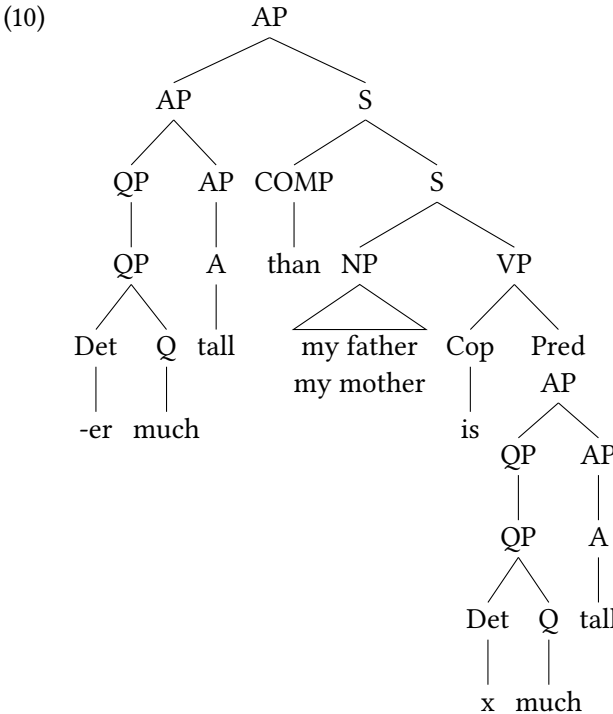 (10) AP
AP S
QP AP COMP S
QP A than NP VP
Det Q tall my father Cop Pred
my mother AP
-er much is QP AP
QP A
Det Q tall
x much